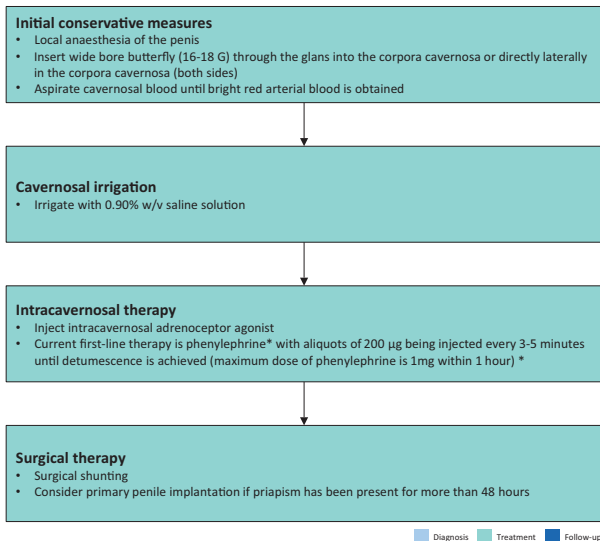 Initial conservative measures
• Local anaesthesia of the penis
• Insert wide bore butterfly (16-18 G) through the glans into the corpora cavernosa or directly laterally
in the corpora cavernosa (both sides)
• Aspirate cavernosal blood until bright red arterial blood is obtained
Cavernosal irrigation
• Irrigate with 0.90% w/v saline solution
Intracavernosal therapy
• Inject intracavernosal adrenoceptor agonist
• Current first-line therapy is phenylephrine* with aliquots of 200 µg being injected every 3-5 minutes
until detumescence is achieved (maximum dose of phenylephrine is 1mg within 1 hour) *
Surgical therapy
• Surgical shunting
• Consider primary penile implantation if priapism has been present for more than 48 hours
Diagnosis Treatment Follow-up